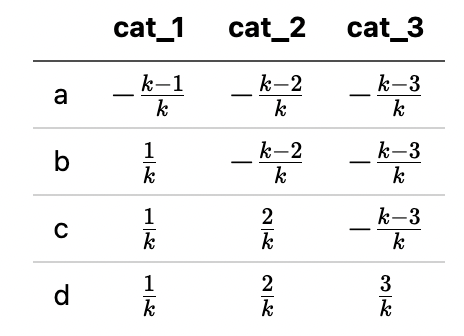 cat_1 cat_2 cat_3
a −\frac{k−1}{k} −\frac{k−2}{k} −\frac{k−3}{k}
b \frac{1}{k} −\frac{k−2}{k} −\frac{k−3}{k}
c \frac{1}{k} \frac{2}{k} −\frac{k−3}{k}
d \frac{1}{k} \frac{2}{k} \frac{3}{k}